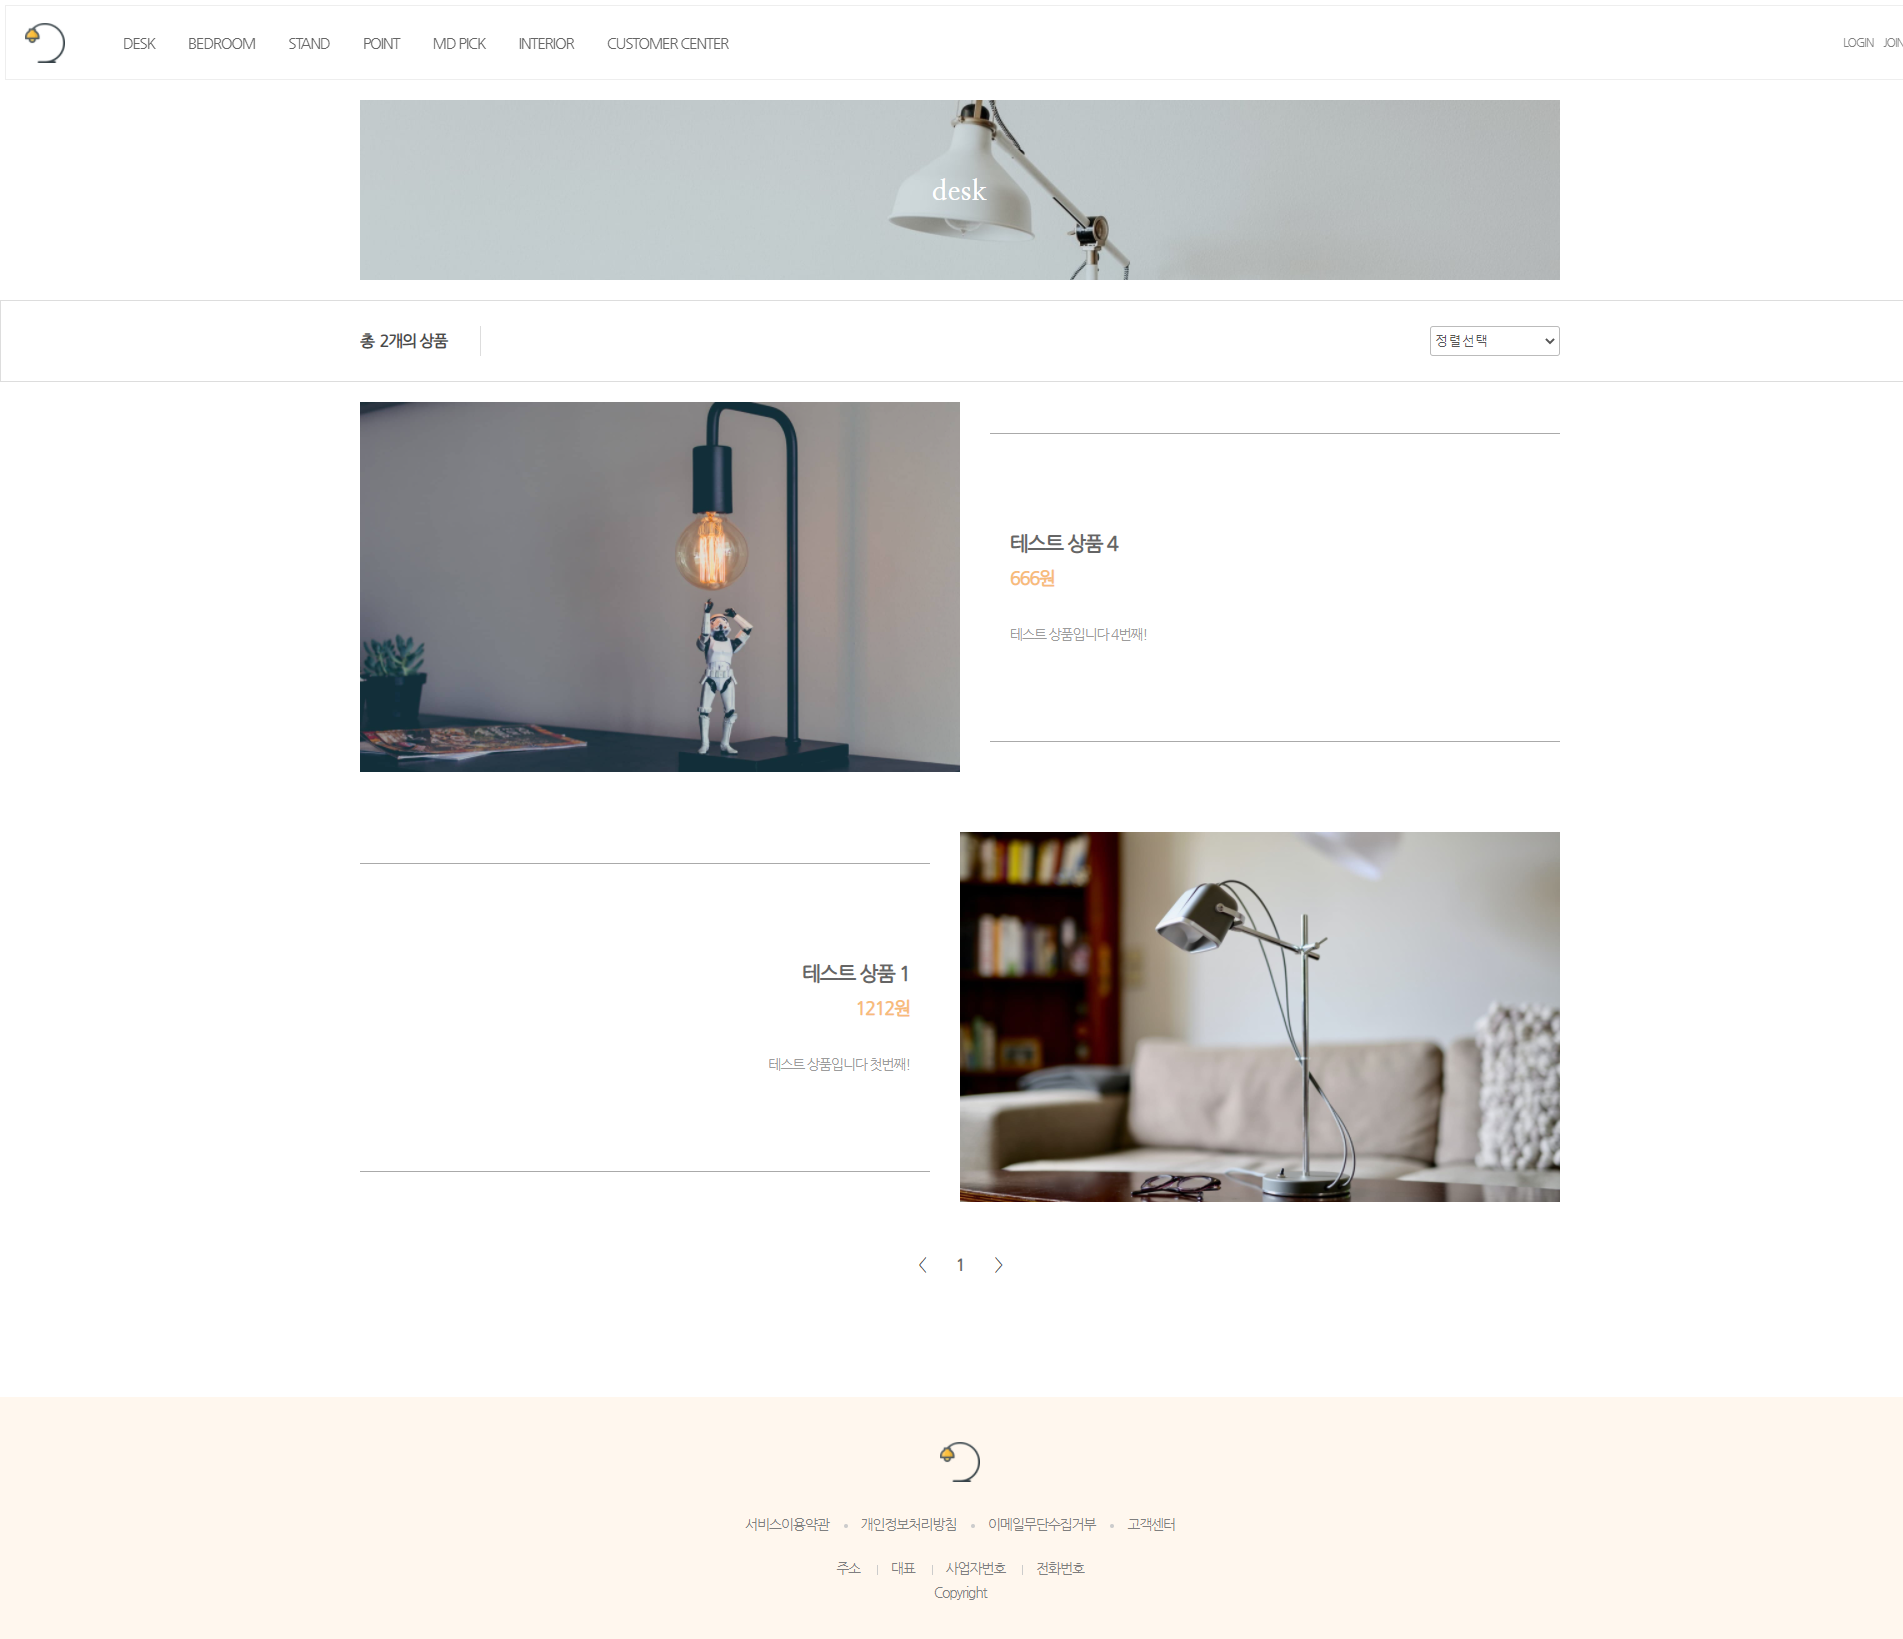 DESK BEDROOM STAND POINT MD PICK INTERIOR CUSTOMER CENTER LOGIN JOIN
desk
총 2개의 상품 정렬선택
테스트 상품 4
666원
테스트 상품입니다 4번째!
테스트 상품 1
1212원
테스트 상품입니다 첫번째!
1
서비스이용약관 개인정보처리방침 이메일무단수집거부 고객센터
주소 대표 사업자번호 전화번호
Copyright